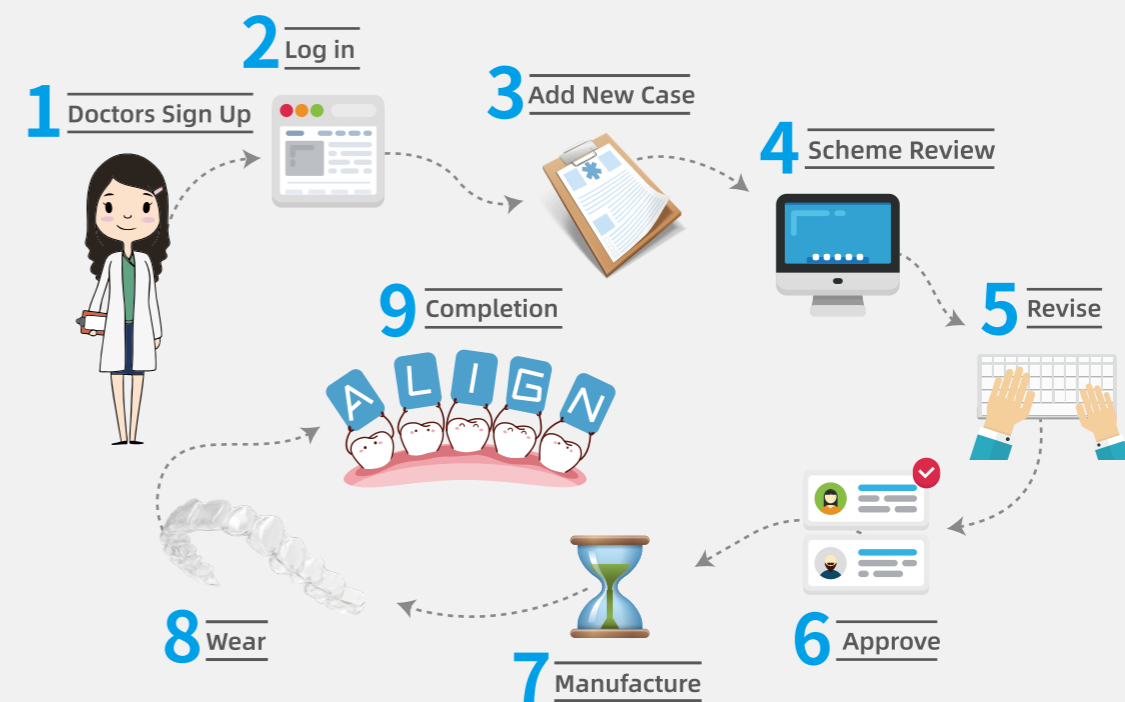 1 Doctors Sign Up
2 Log in
3 Add New Case
4 Scheme Review
5 Revise
6 Approve
7 Manufacture
8 Wear
9 Completion
ALIGN